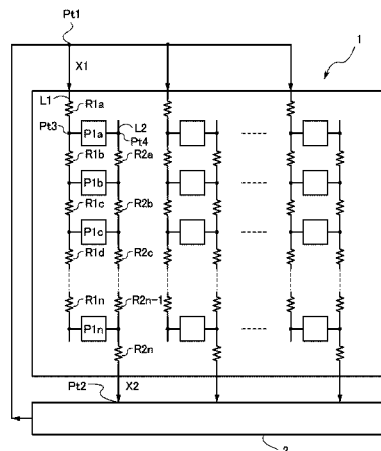 Pt1
1
X1
L1
R1a
L2
Pt3
P1a
Pt4
R1b
R2a
P1b
R1c
R2b
P1c
R1d
R2c
R1n
R2n-1
P1n
R2n
Pt2
X2